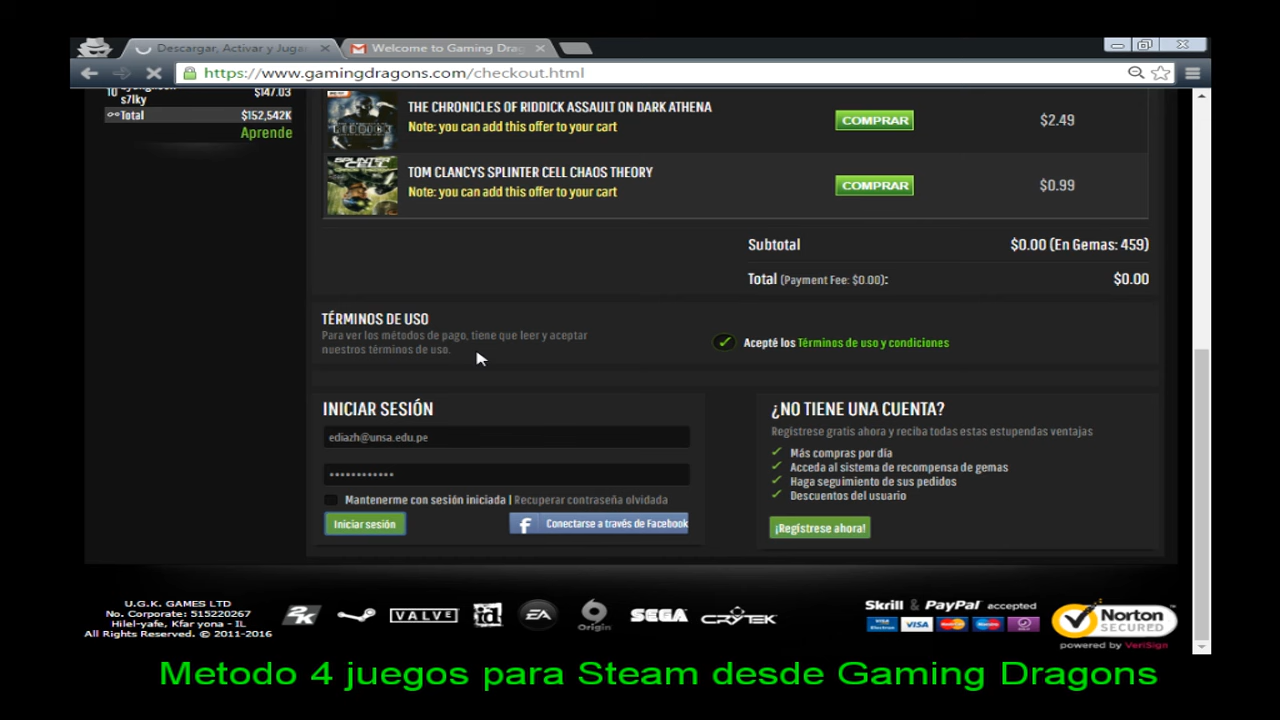 Descargar, Activar y Juga
Welcome to Gaming Drag
https://www.gamingdragons.com/checkout.html
10
s7lky
$147.03
Total $152,542K
Aprende
THE CHRONICLES OF RIDDICK ASSAULT ON DARK ATHENA
Note: you can add this offer to your cart
COMPRAR
$2.49
SPLINTER CELL
TOM CLANCYS SPLINTER CELL CHAOS THEORY
Note: you can add this offer to your cart
COMPRAR
$0.99
Subtotal $0.00 (En Gemas: 459)
Total (Payment Fee: $0.00): $0.00
TÉRMINOS DE USO
Para ver los métodos de pago, tiene que leer y aceptar
nuestros términos de uso.
Acepté los Términos de uso y condiciones
INICIAR SESIÓN
ediazh@unsa.edu.pe
••••••••••••
Mantenerme con sesión iniciada | Recuperar contraseña olvidada
Iniciar sesión
f Conectarse a través de Facebook
¿NO TIENE UNA CUENTA?
Regístrese gratis ahora y reciba todas estas estupendas ventajas
Más compras por día
Acceda al sistema de recompensa de gemas
Haga seguimiento de sus pedidos
Descuentos del usuario
¡Regístrese ahora!
U.G.K. GAMES LTD
No. Corporate: 515220267
Hilel-yafe, Kfar yona - IL
All Rights Reserved. © 2011-2016
2K
VALVE
id
EA
Origin
SEGA
CRYTEK
Skrill & PayPal accepted
VISA
Norton
SECURED
powered by VeriSign
Metodo 4 juegos para Steam desde Gaming Dragons